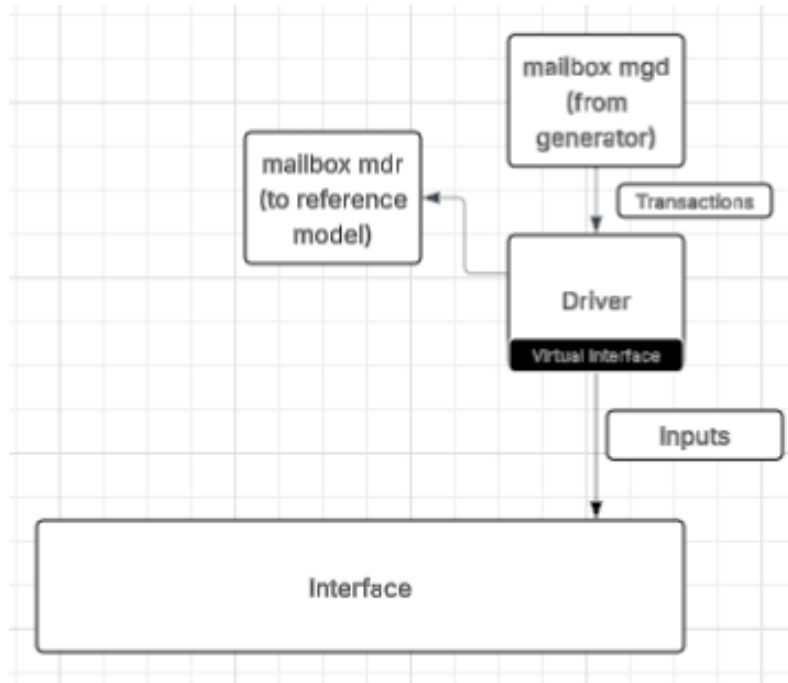 mailbox mgd
(from
generator)
mailbox mdr
(to reference
model)
Transactions
Driver
Virtual Interface
Inputs
Interface